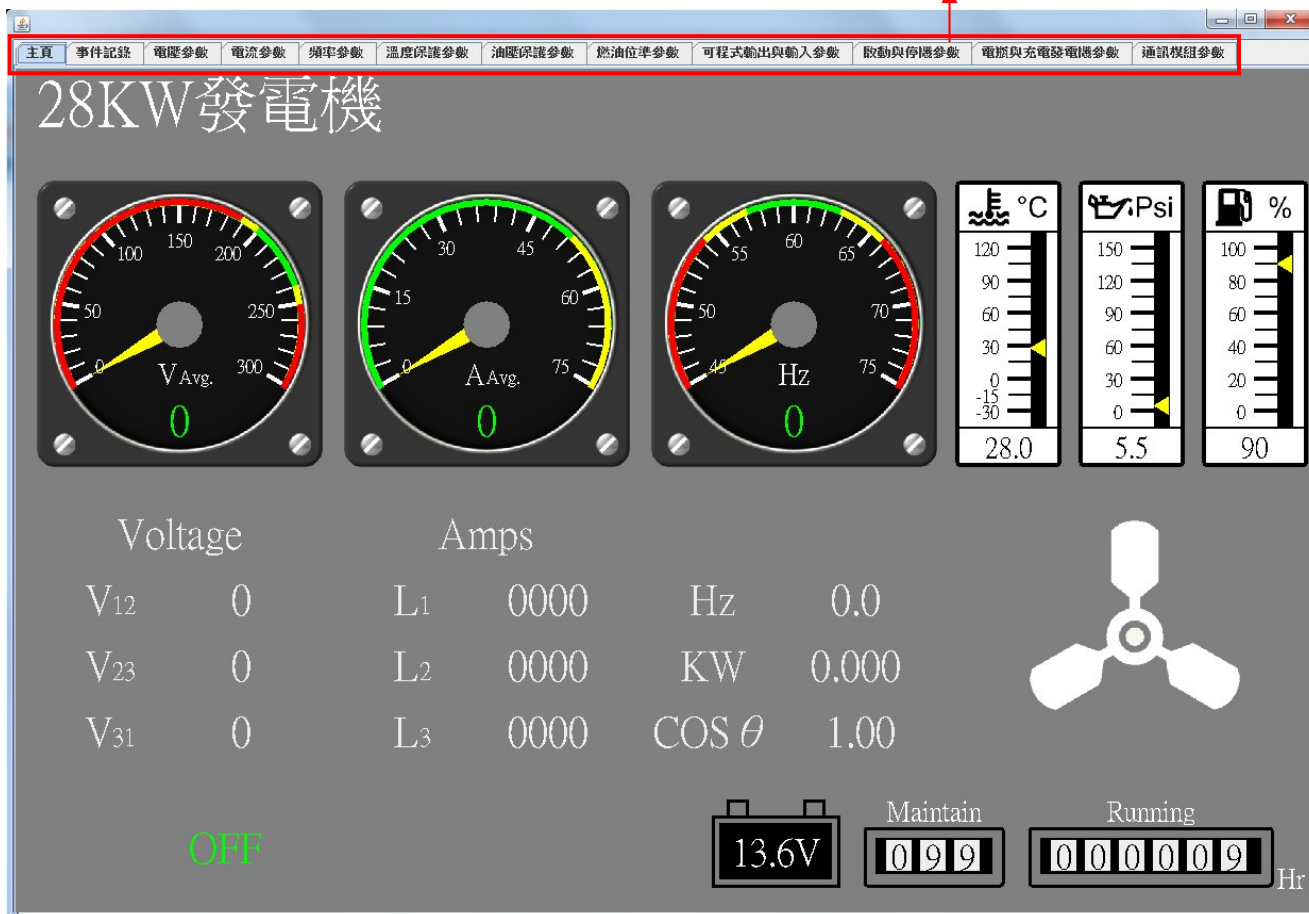 主頁 事件記錄 電壓參數 電流參數 頻率參數 溫度保護參數 油壓保護參數 燃油位準參數 可程式輸出與輸入參數 啟動與停機參數 電瓶與充電發電機參數 通訊模組參數
28KW發電機
0 50 100 150 200 250 300
VAvg.
0
0 15 30 45 60 75
AAvg.
0
45 50 55 60 65 70 75
Hz
0
°C
120
90
60
30
0
-15
-30
28.0
Psi
150
120
90
60
30
0
5.5
%
100
80
60
40
20
0
90
Voltage Amps
V12 0 L1 0000 Hz 0.0
V23 0 L2 0000 KW 0.000
V31 0 L3 0000 COS θ 1.00
OFF
13.6V
Maintain
099
Running
000009
Hr